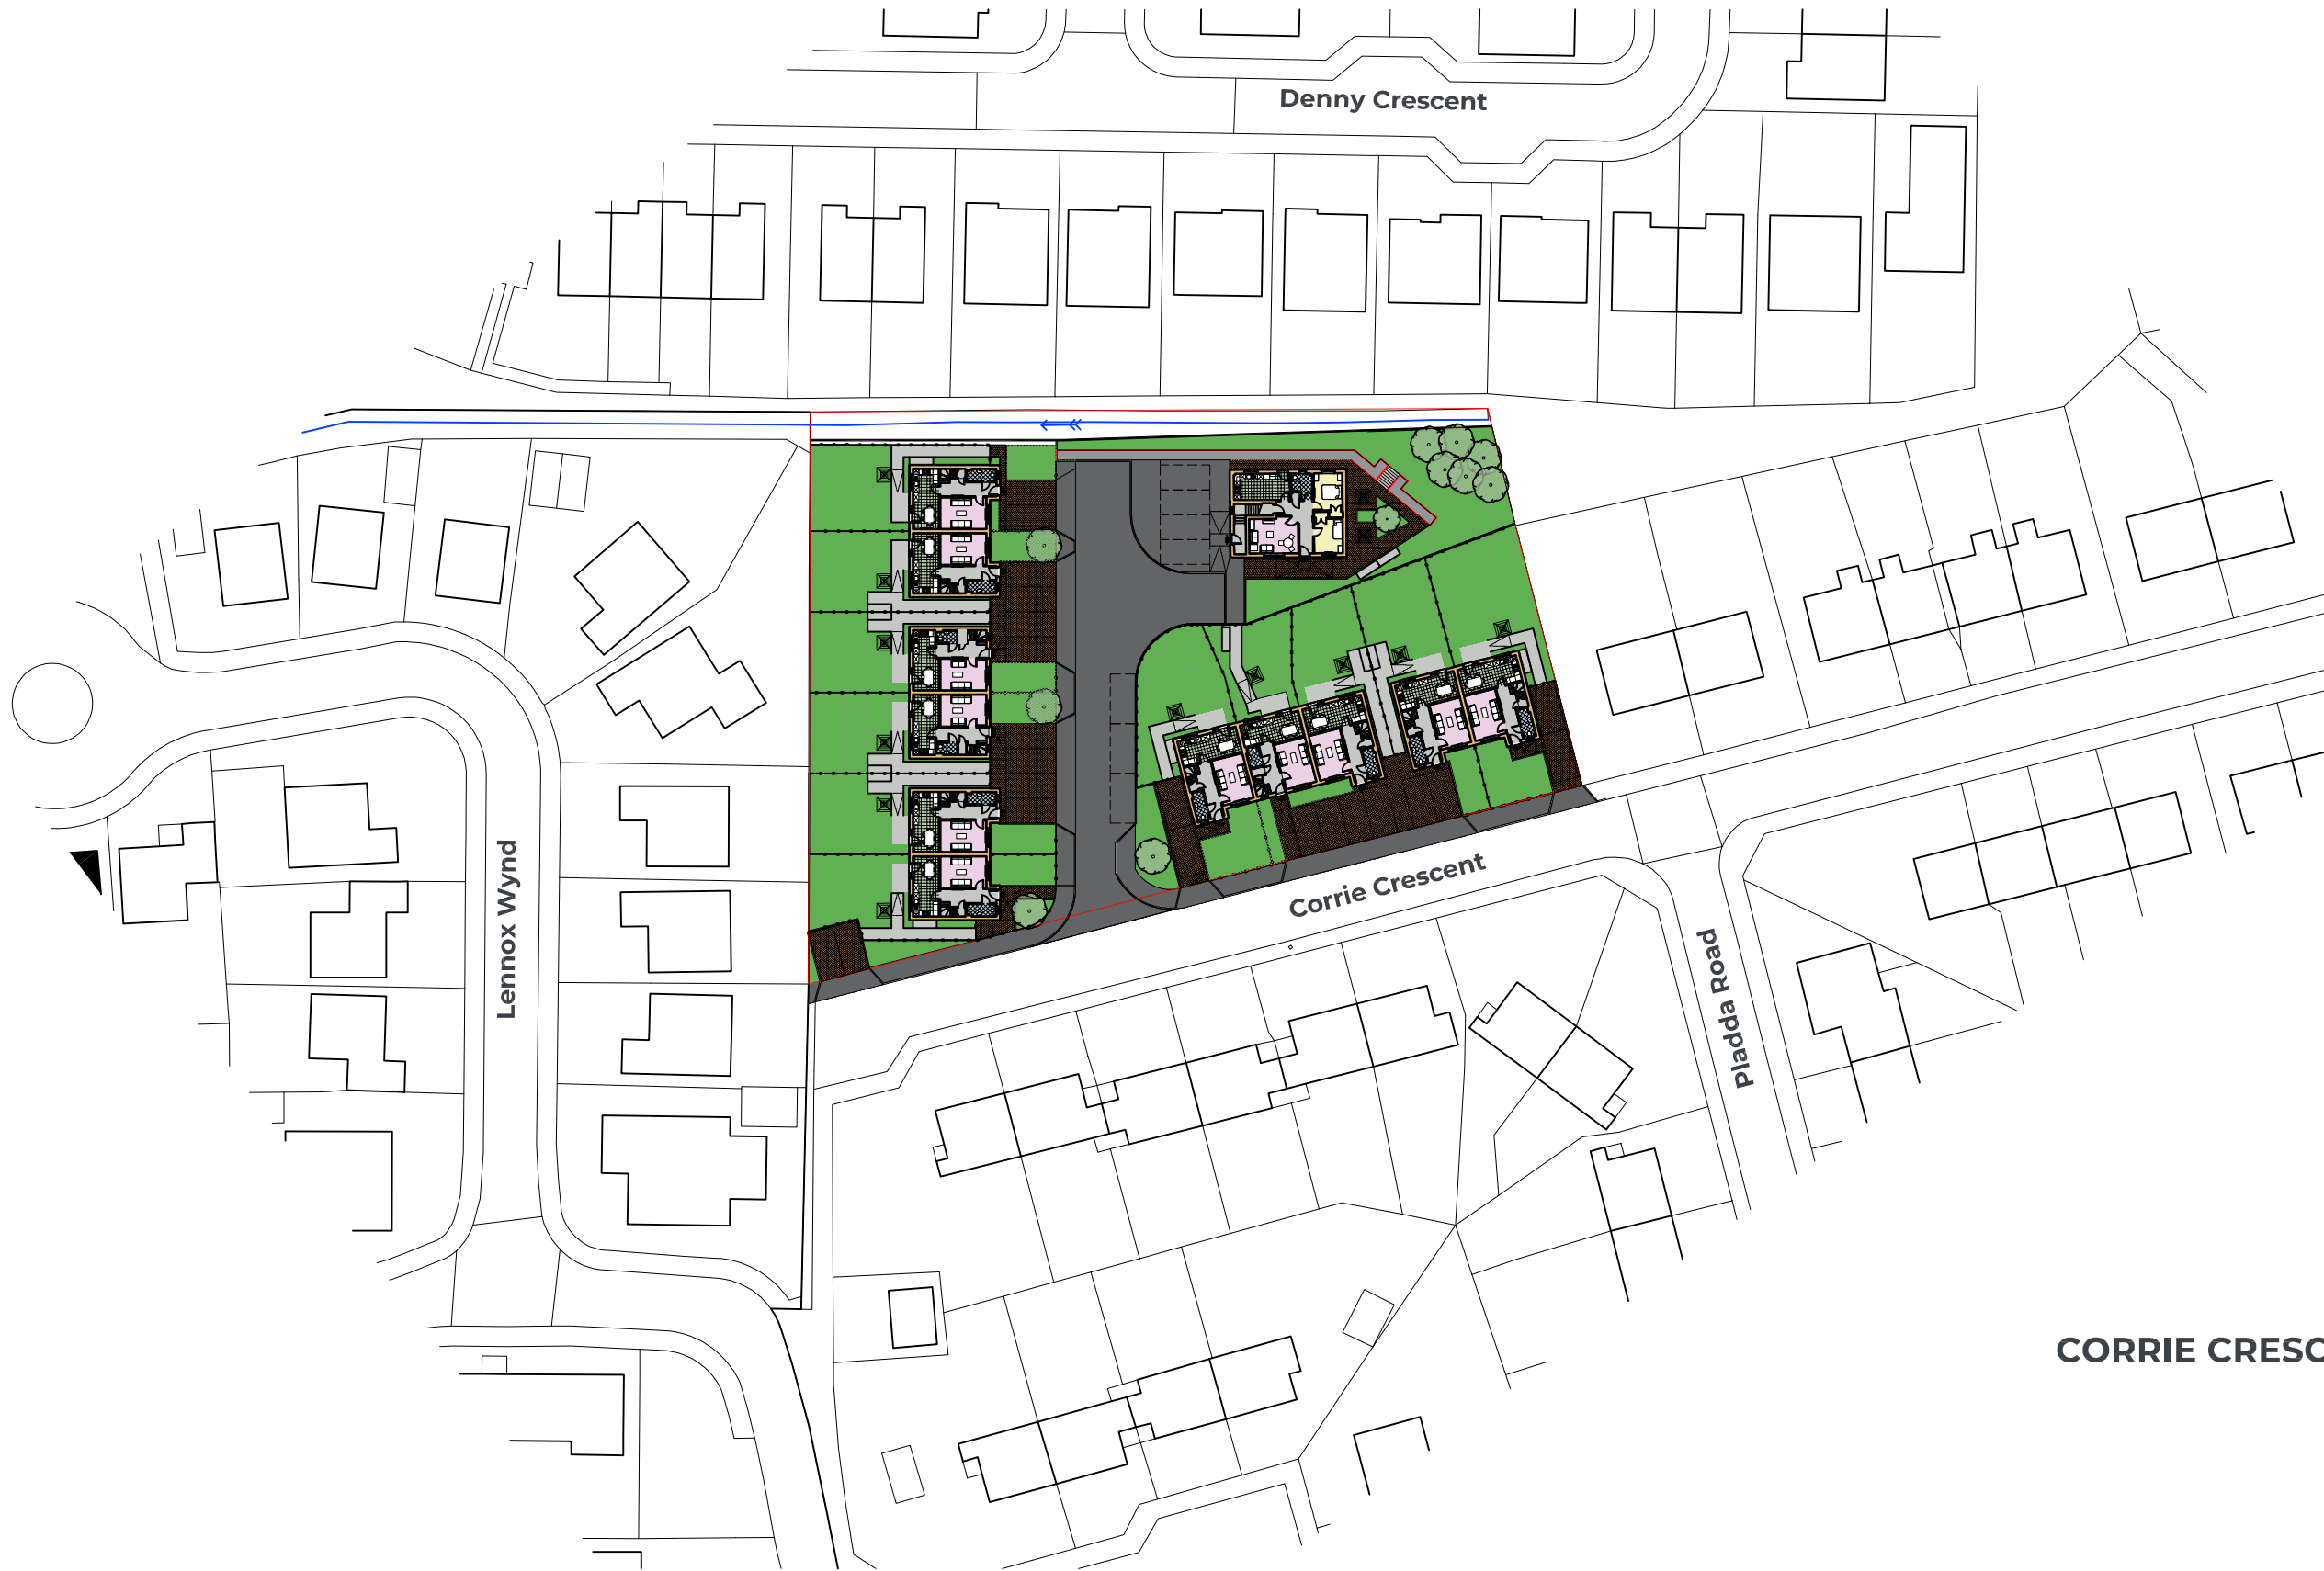 Denny Crescent
Lennox Wynd
Corrie Crescent
Pladda Road
CORRIE CRESC